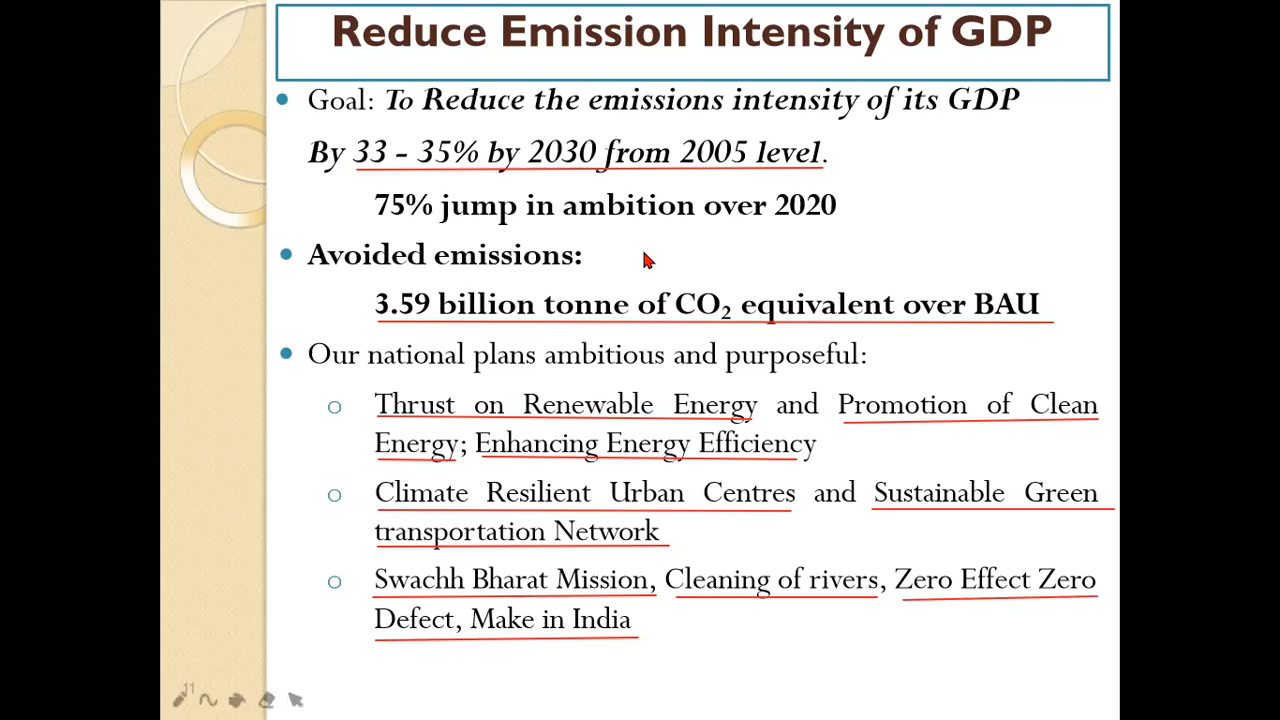 Reduce Emission Intensity of GDP
• Goal: To Reduce the emissions intensity of its GDP
By 33 – 35% by 2030 from 2005 level.
75% jump in ambition over 2020
• Avoided emissions:
3.59 billion tonne of CO₂ equivalent over BAU
• Our national plans ambitious and purposeful:
o Thrust on Renewable Energy and Promotion of Clean
Energy; Enhancing Energy Efficiency
o Climate Resilient Urban Centres and Sustainable Green
transportation Network
o Swachh Bharat Mission, Cleaning of rivers, Zero Effect Zero
Defect, Make in India
11